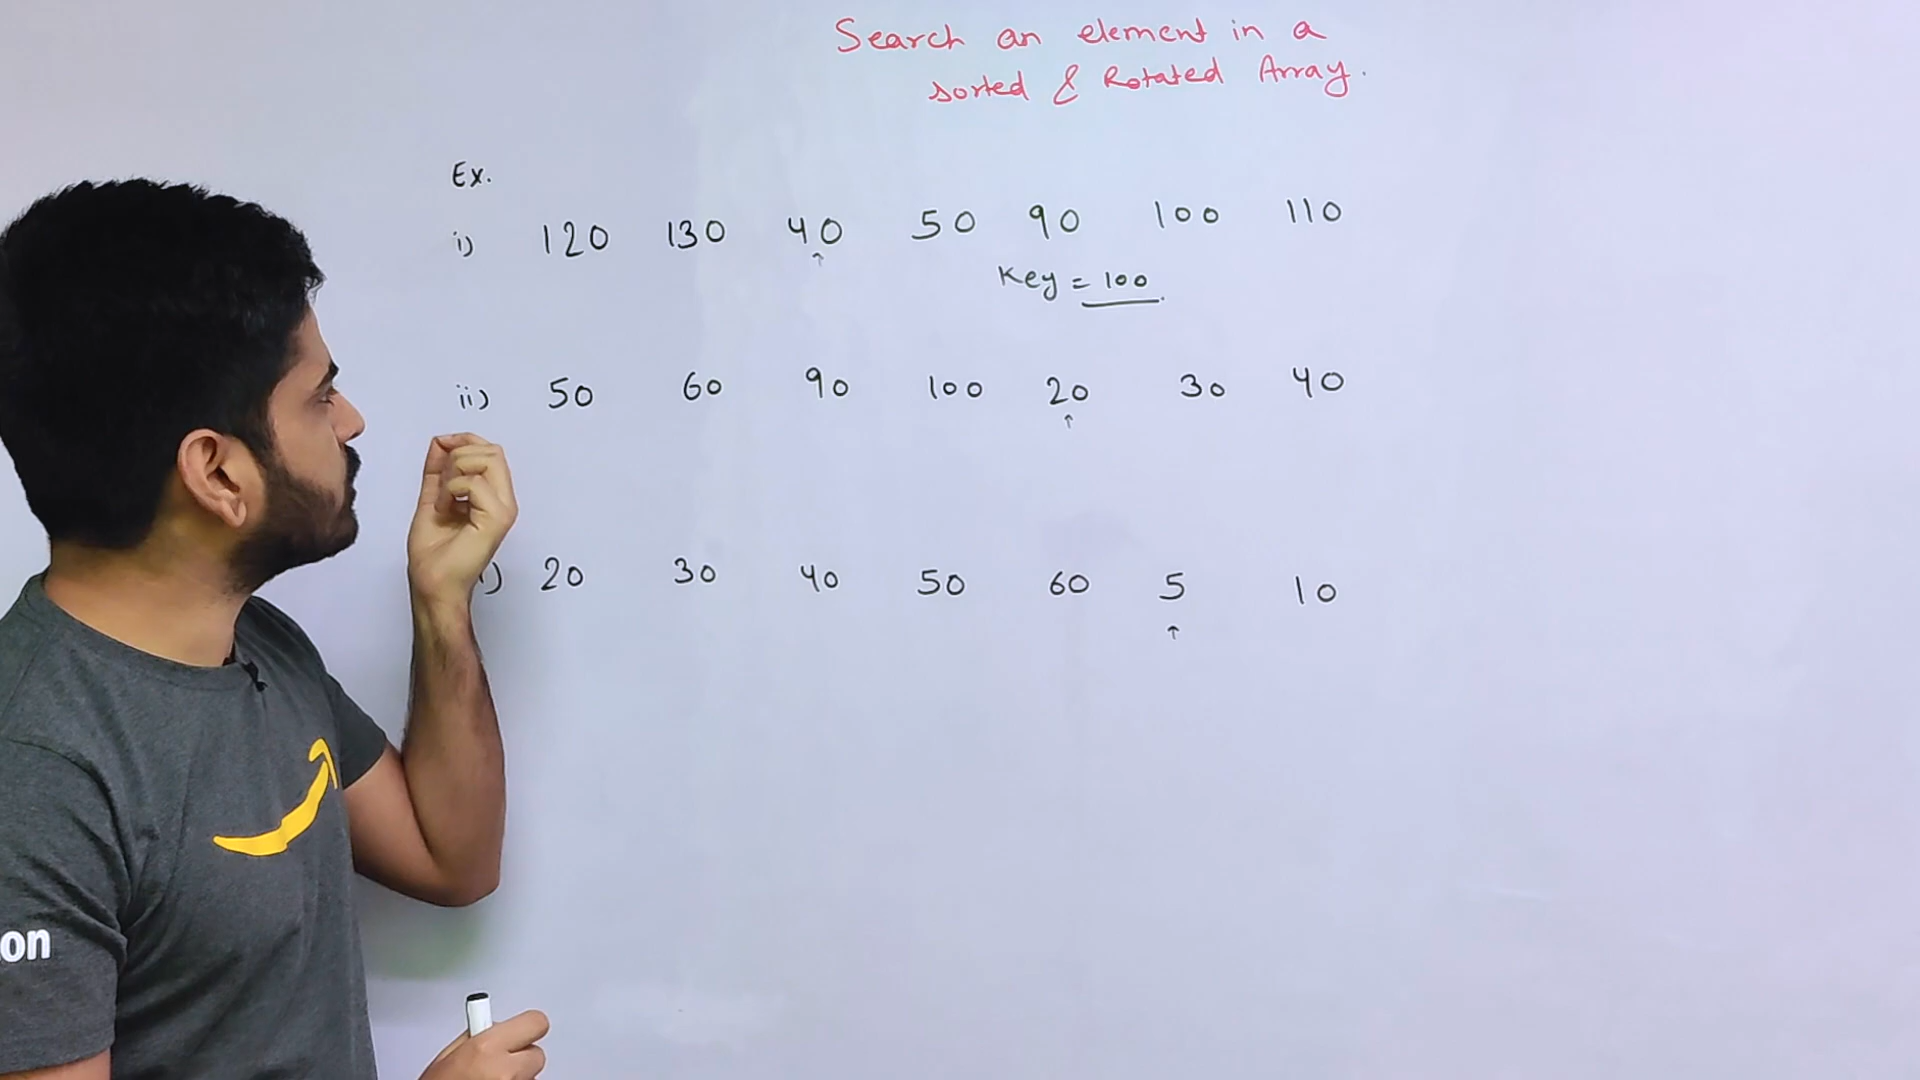 Search an element in a
sorted & Rotated Array.
Ex.
i) 120 130 40 50 90 100 110
↑
Key = 100.
ii) 50 60 90 100 20 30 40
↑
i) 20 30 40 50 60 5 10
↑
on